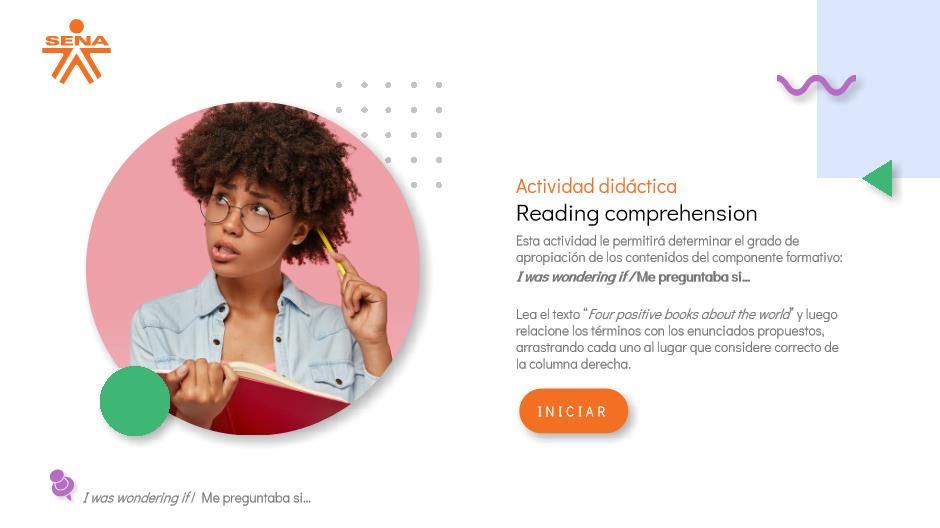 SENA
Actividad didáctica
Reading comprehension
Esta actividad le permitirá determinar el grado de
apropiación de los contenidos del componente formativo:
I was wondering if /Me preguntaba si...
Lea el texto “Four positive books about the world” y luego
relacione los términos con los enunciados propuestos,
arrastrando cada uno al lugar que considere correcto de
la columna derecha.
INICIAR
I was wondering if / Me preguntaba si...